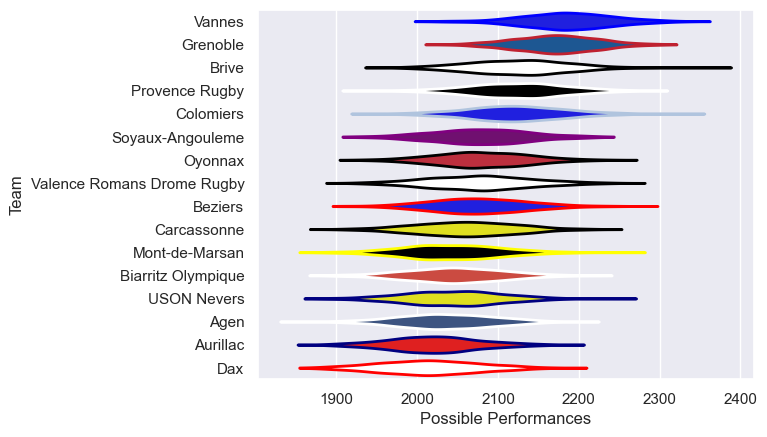 Vannes
Grenoble
Brive
Provence Rugby
Colomiers
Soyaux-Angouleme
Oyonnax
Valence Romans Drome Rugby
Beziers
Carcassonne
Mont-de-Marsan
Biarritz Olympique
USON Nevers
Agen
Aurillac
Dax
Team
1900 2000 2100 2200 2300 2400
Possible Performances